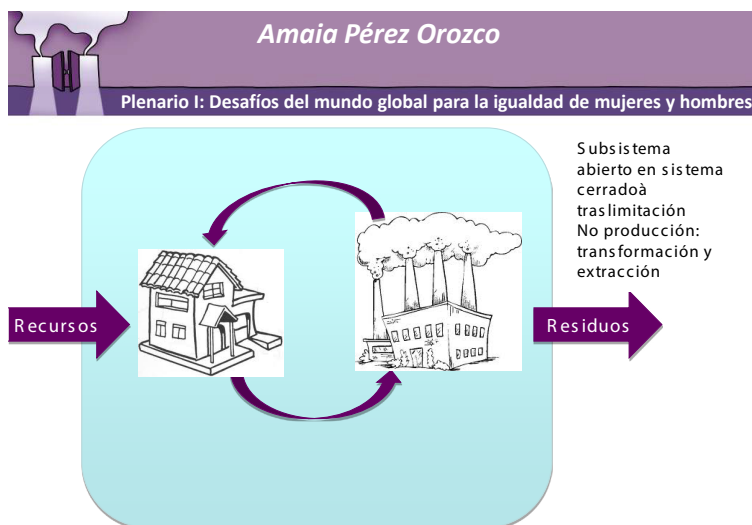 Amaia Pérez Orozco
Plenario I: Desafíos del mundo global para la igualdad de mujeres y hombres
Subsistema
abierto en sistema
cerradoà
traslimitación
No producción:
transformación y
extracción
Recursos
Residuos